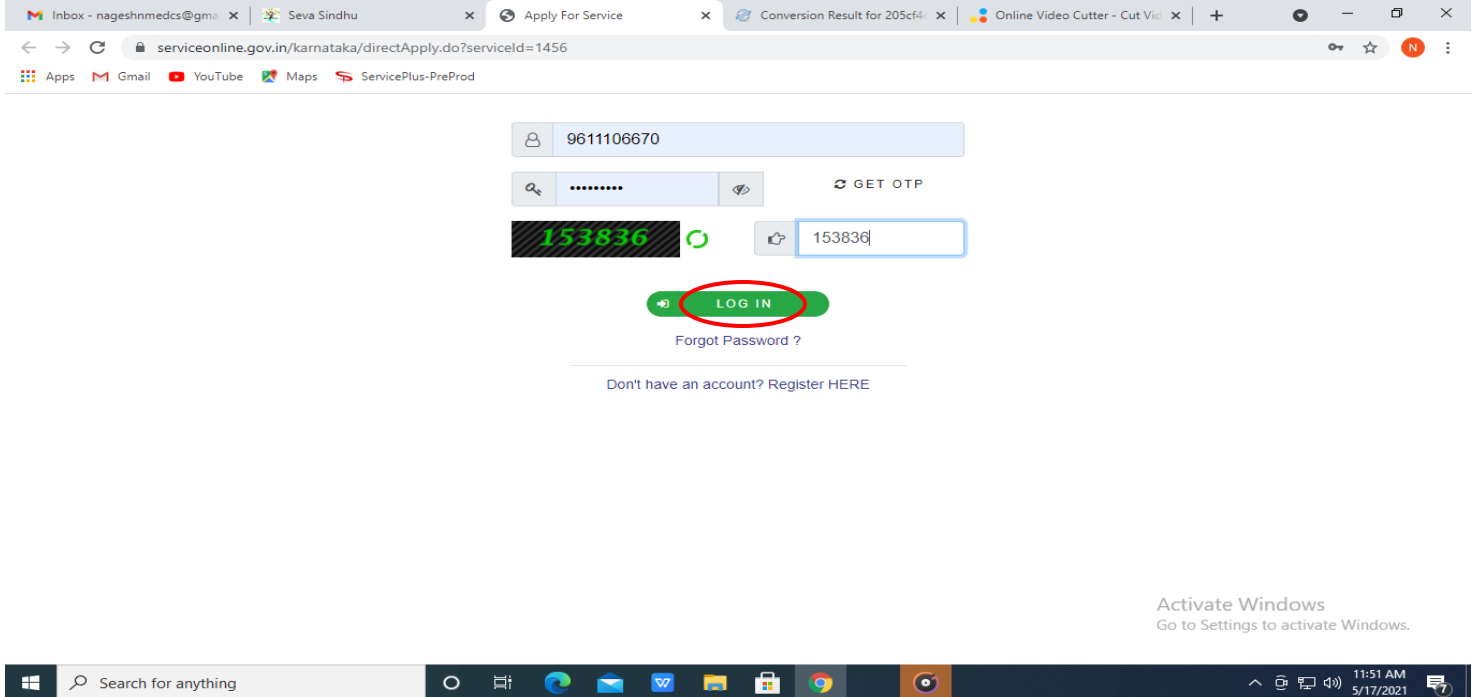 Inbox - nageshnmedcs@gma
Seva Sindhu
Apply For Service
Conversion Result for 205cf4c
Online Video Cutter - Cut Vid
serviceonline.gov.in/karnataka/directApply.do?serviceId=1456
N
Apps
Gmail
YouTube
Maps
ServicePlus-PreProd
9611106670
•••••••••
GET OTP
153836
153836
LOG IN
Forgot Password ?
Don't have an account? Register HERE
Activate Windows
Go to Settings to activate Windows.
Search for anything
11:51 AM
5/17/2021
7